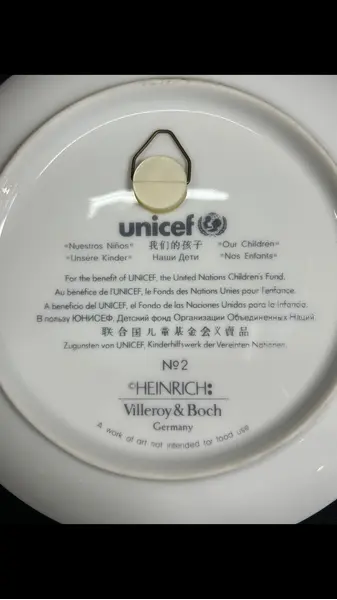 unicef
"Nuestros Niños" 我们的孩子 "Our Children"
"Unsere Kinder" Наши Дети "Nos Enfants"
For the benefit of UNICEF, the United Nations Children's Fund.
Au bénéfice de l'UNICEF, le Fonds des Nations Unies pour l'enfance.
A beneficio del UNICEF, el Fondo de las Naciones Unidas para la Infancia.
В пользу ЮНИСЕФ, Детский фонд Организации Объединенных Наций.
联合国儿童基金会义卖品
Zugunsten von UNICEF, Kinderhilfswerk der Vereinten Nationen.
№2
©HEINRICH:
Villeroy & Boch
Germany
A work of art not intended for food use